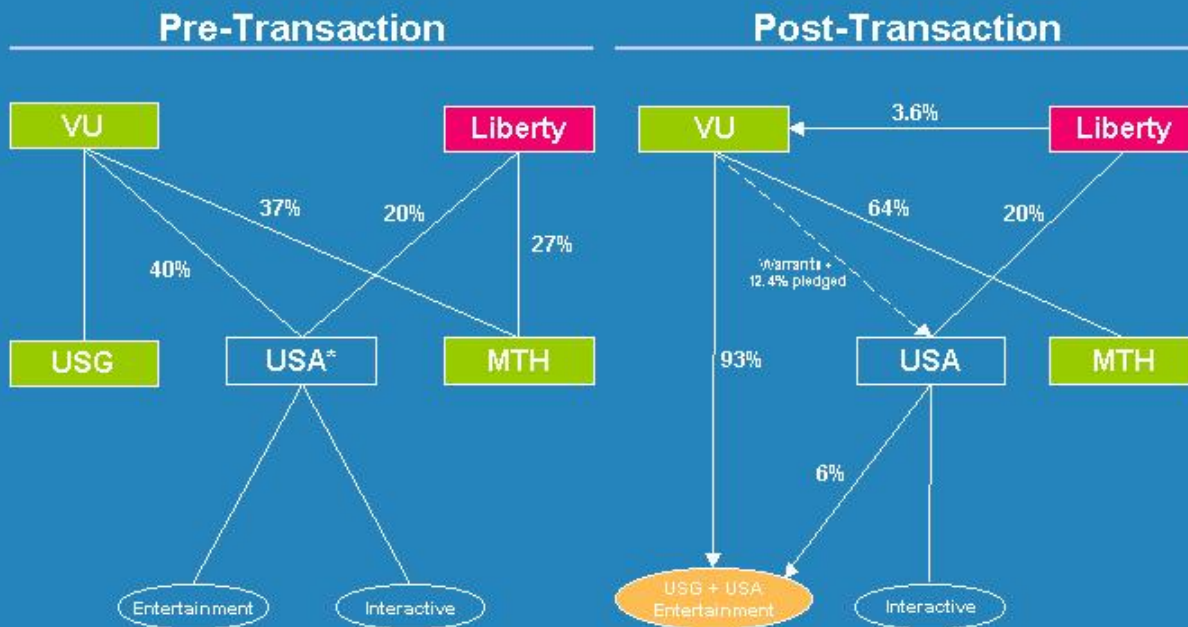 Pre-Transaction
VU
Liberty
37%
20%
27%
40%
USG
USA*
MTH
Entertainment
Interactive
Post-Transaction
VU
3.6%
Liberty
64%
20%
Warrants +
12.4% pledged
93%
USA
MTH
6%
USG + USA
Entertainment
Interactive